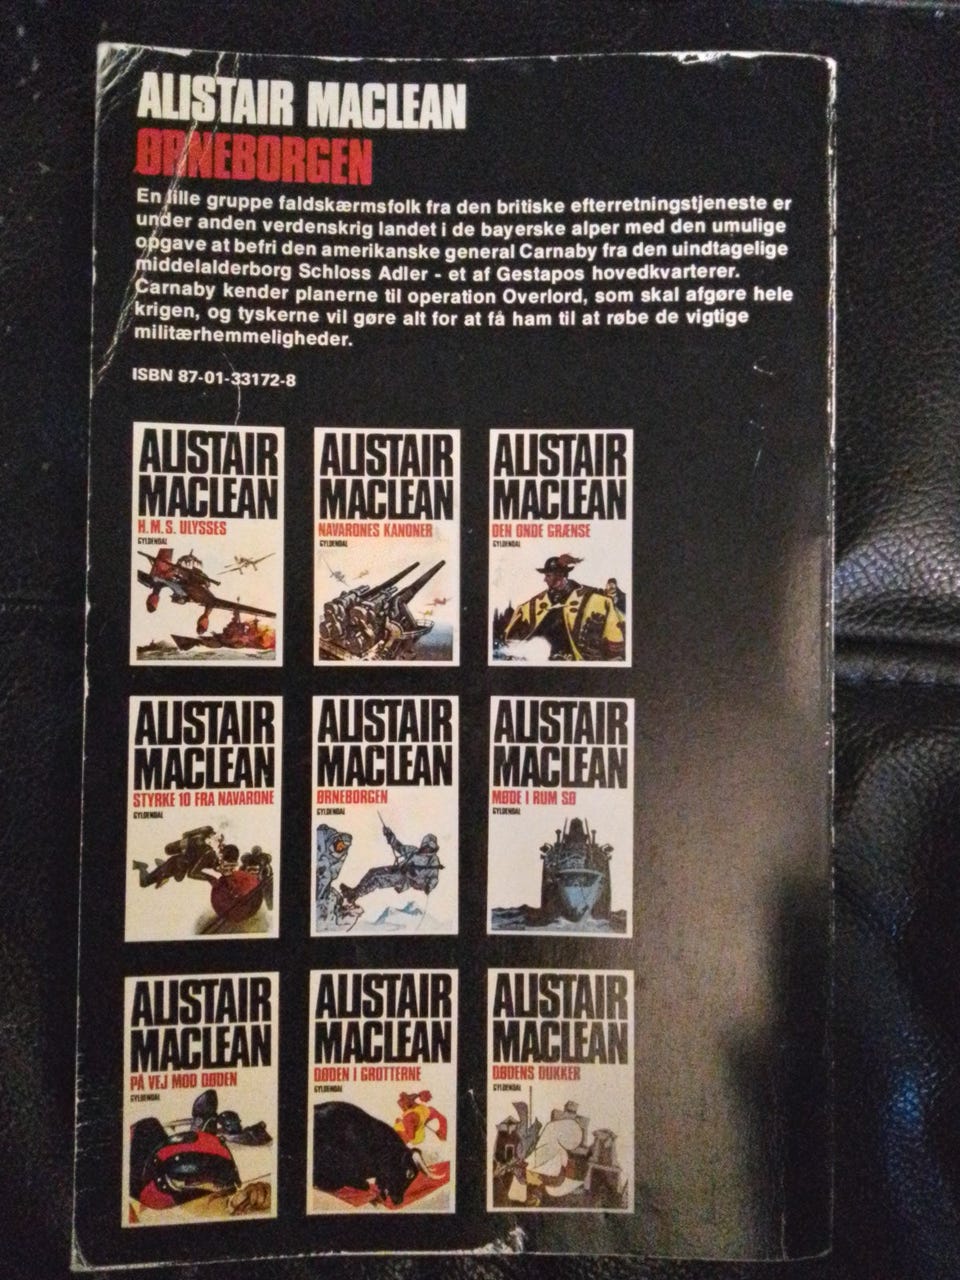 ALISTAIR MACLEAN
ØRNEBORGEN
En lille gruppe faldskærmsfolk fra den britiske efterretningstjeneste er
under anden verdenskrig landet i de bayerske alper med den umulige
opgave at befri den amerikanske general Carnaby fra den uindtagelige
middelalderborg Schloss Adler - et af Gestapos hovedkvarterer.
Carnaby kender planerne til operation Overlord, som skal afgøre hele
krigen, og tyskerne vil gøre alt for at få ham til at røbe de vigtige
militærhemmeligheder.
ISBN 87-01-33172-8
ALISTAIR
MACLEAN
H.M.S. ULYSSES
GYLDENDAL
ALISTAIR
MACLEAN
NAVARONES KANONER
GYLDENDAL
ALISTAIR
MACLEAN
DEN ONDE GRÆNSE
GYLDENDAL
ALISTAIR
MACLEAN
STYRKE 10 FRA NAVARONE
GYLDENDAL
ALISTAIR
MACLEAN
ØRNEBORGEN
GYLDENDAL
ALISTAIR
MACLEAN
MØDE I RUM SØ
GYLDENDAL
ALISTAIR
MACLEAN
PÅ VEJ MOD DØDEN
GYLDENDAL
ALISTAIR
MACLEAN
DØDEN I GROTTERNE
GYLDENDAL
ALISTAIR
MACLEAN
DØDENS DUKKER
GYLDENDAL